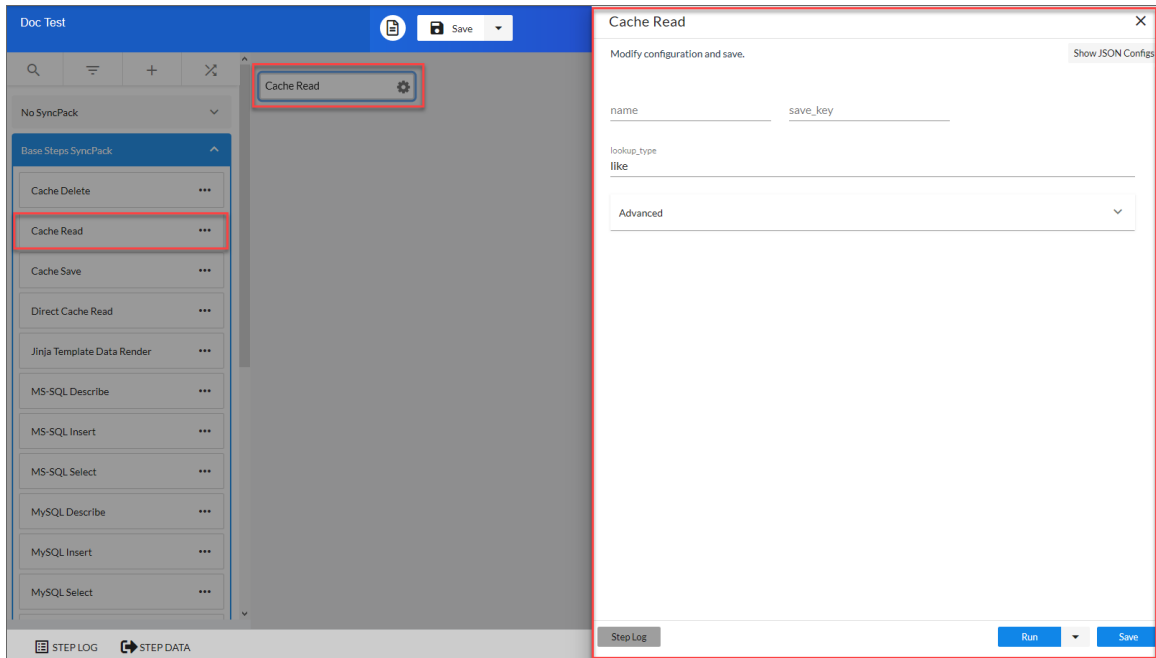 Doc Test
Save
No SyncPack
Base Steps SyncPack
Cache Delete
Cache Read
Cache Save
Direct Cache Read
Jinja Template Data Render
MS-SQL Describe
MS-SQL Insert
MS-SQL Select
MySQL Describe
MySQL Insert
MySQL Select
Cache Read
STEP LOG STEP DATA
Cache Read
Modify configuration and save.
Show JSON Configs
name save_key
lookup_type
like
Advanced
Step Log
Run
Save